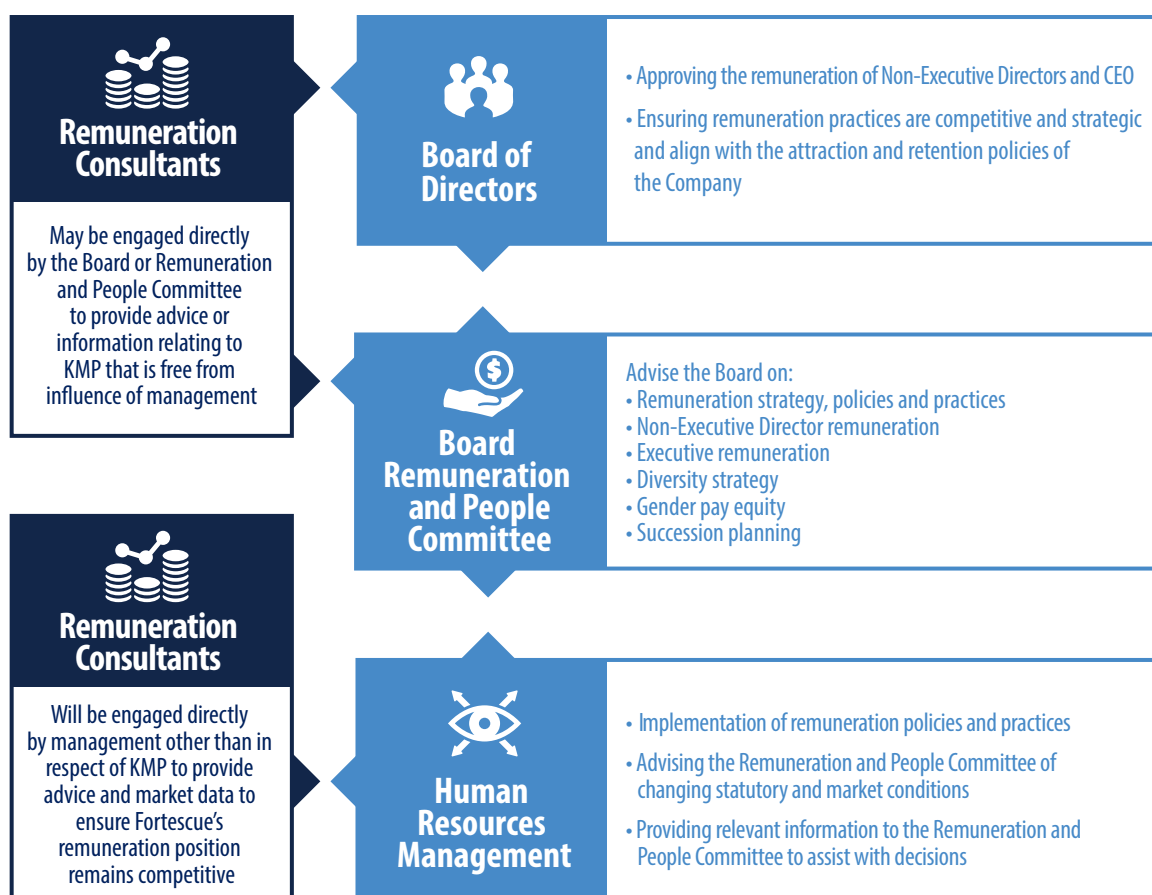 Remuneration
Consultants
May be engaged directly
by the Board or Remuneration
and People Committee
to provide advice or
information relating to
KMP that is free from
influence of management
Board of
Directors
• Approving the remuneration of Non-Executive Directors and CEO
• Ensuring remuneration practices are competitive and strategic
and align with the attraction and retention policies of
the Company
Board
Remuneration
and People
Committee
Advise the Board on:
• Remuneration strategy, policies and practices
• Non-Executive Director remuneration
• Executive remuneration
• Diversity strategy
• Gender pay equity
• Succession planning
Remuneration
Consultants
Will be engaged directly
by management other than in
respect of KMP to provide
advice and market data to
ensure Fortescue's
remuneration position
remains competitive
Human
Resources
Management
• Implementation of remuneration policies and practices
• Advising the Remuneration and People Committee of
changing statutory and market conditions
• Providing relevant information to the Remuneration and
People Committee to assist with decisions